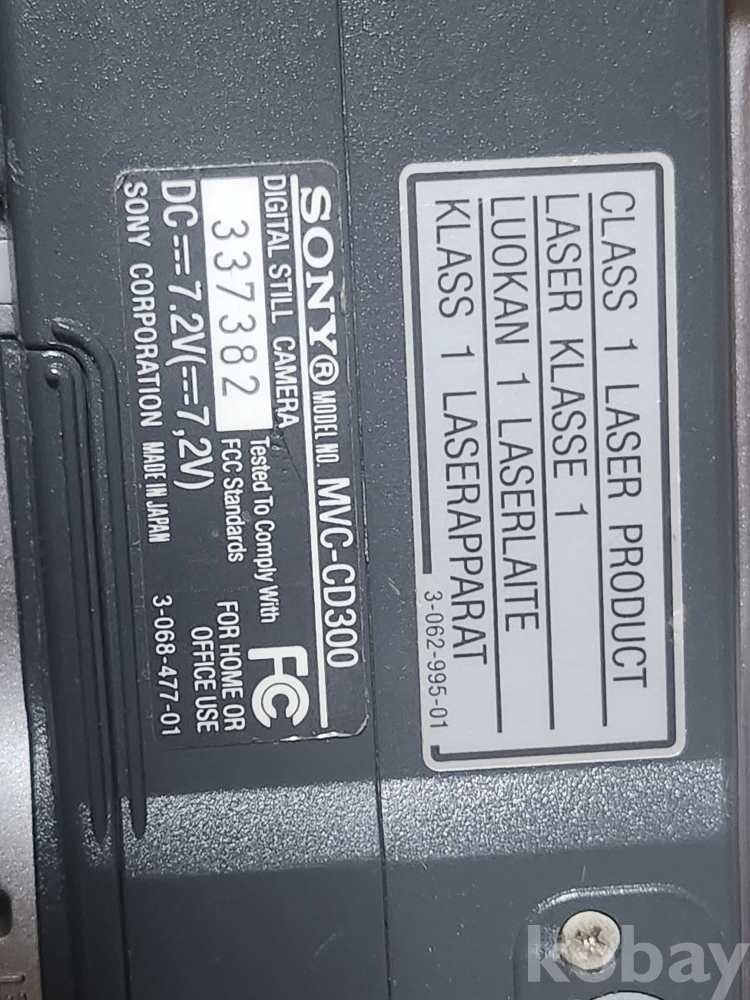 CLASS 1 LASER PRODUCT
LASER KLASSE 1
LUOKAN 1 LASERLAITE
KLASS 1 LASERAPPARAT
3-062-995-01
SONY® MODEL NO. MVC-CD300
DIGITAL STILL CAMERA
337382
Tested To Comply With
FCC Standards
FC
FOR HOME OR
OFFICE USE
DC⎓7.2V(⎓7,2V)
SONY CORPORATION MADE IN JAPAN
3-068-477-01
kobay